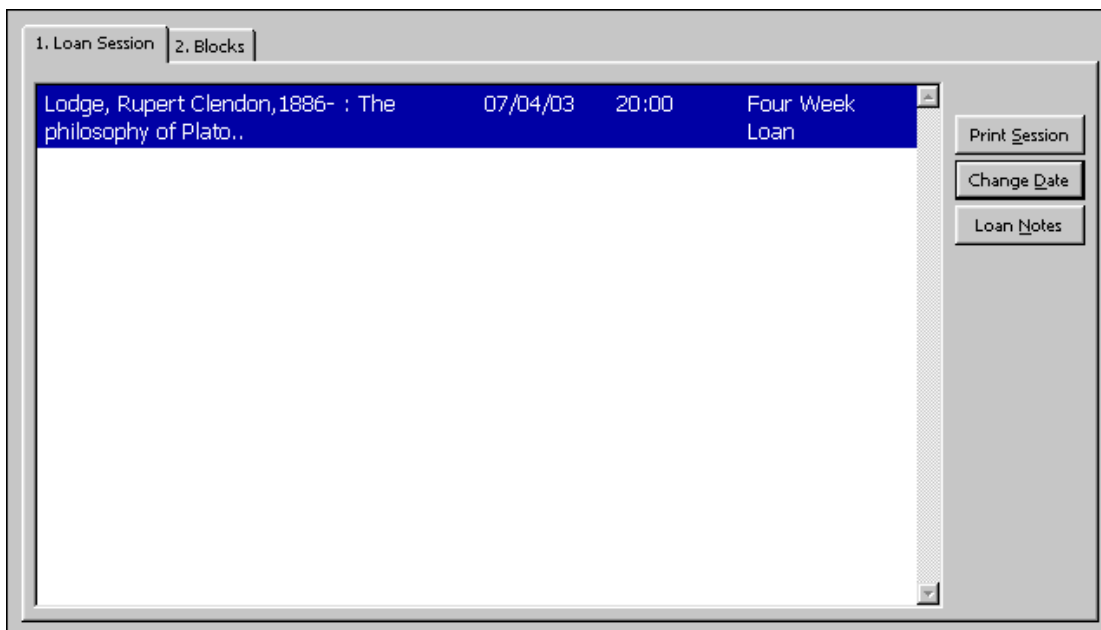 1. Loan Session 2. Blocks
Lodge, Rupert Clendon,1886- : The 07/04/03 20:00 Four Week
philosophy of Plato.. Loan
Print Session
Change Date
Loan Notes